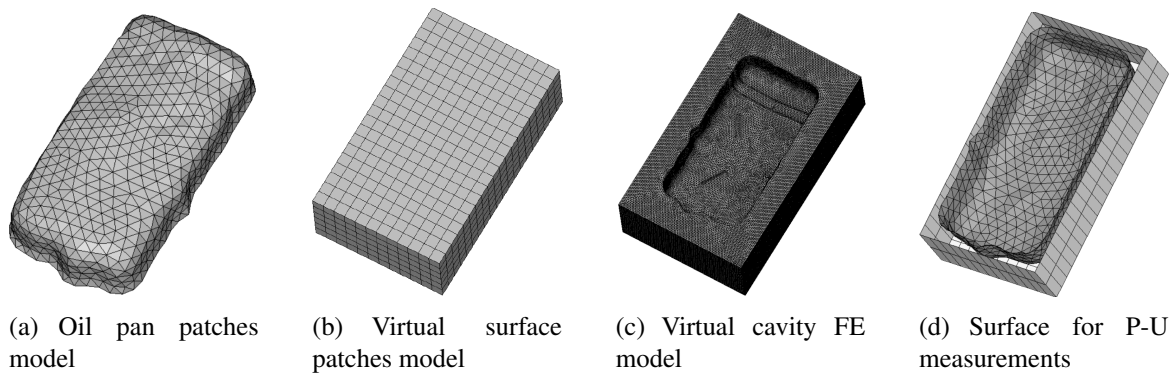 (a) Oil pan patches
model
(b) Virtual surface
patches model
(c) Virtual cavity FE
model
(d) Surface for P-U
measurements